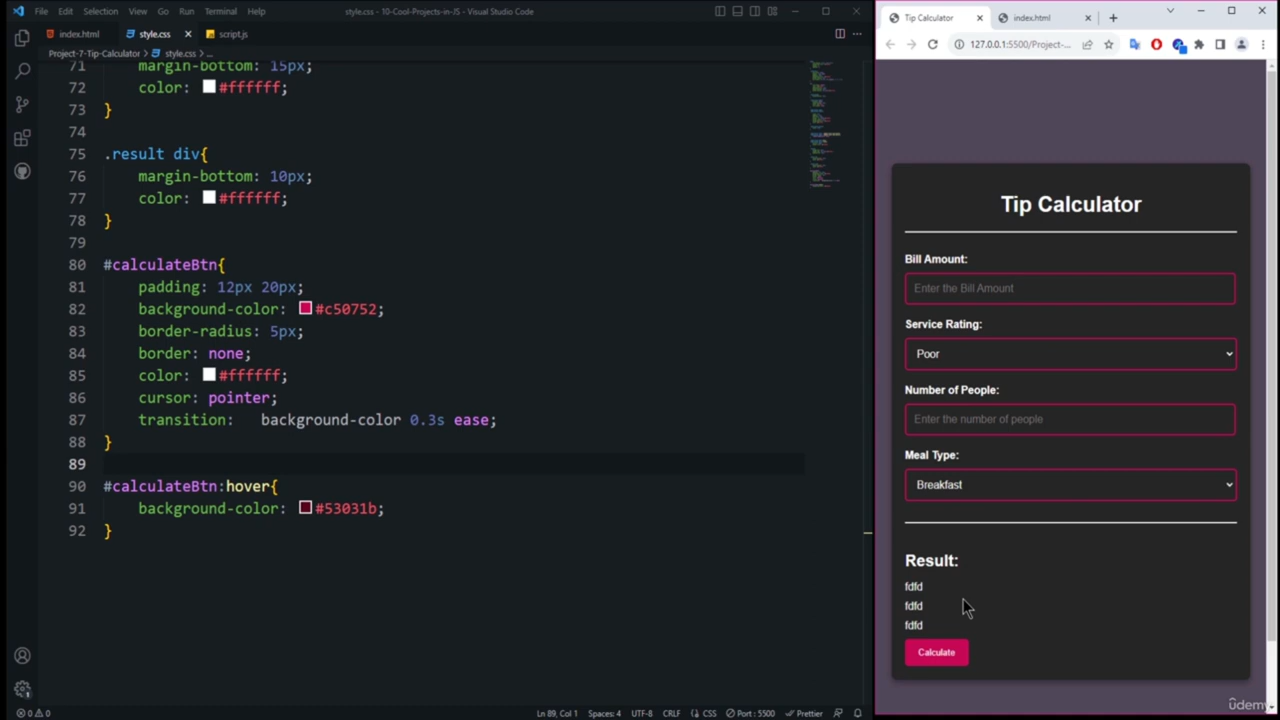 File Edit Selection View Go Run Terminal Help style.css - 10-Cool-Projects-in-JS - Visual Studio Code
index.html style.css script.js
Project-7-Tip-Calculator > style.css > ...
71 margin-bottom: 15px;
72 color: #ffffff;
73 }
74
75 .result div{
76 margin-bottom: 10px;
77 color: #ffffff;
78 }
79
80 #calculateBtn{
81 padding: 12px 20px;
82 background-color: #c50752;
83 border-radius: 5px;
84 border: none;
85 color: #ffffff;
86 cursor: pointer;
87 transition: background-color 0.3s ease;
88 }
89
90 #calculateBtn:hover{
91 background-color: #53031b;
92 }
0 0 Ln 89, Col 1 Spaces: 4 UTF-8 CRLF CSS Port : 5500 Prettier
Tip Calculator index.html
127.0.0.1:5500/Project-...
Tip Calculator
Bill Amount:
Enter the Bill Amount
Service Rating:
Poor
Number of People:
Enter the number of people
Meal Type:
Breakfast
Result:
fdfd
fdfd
fdfd
Calculate
udemy